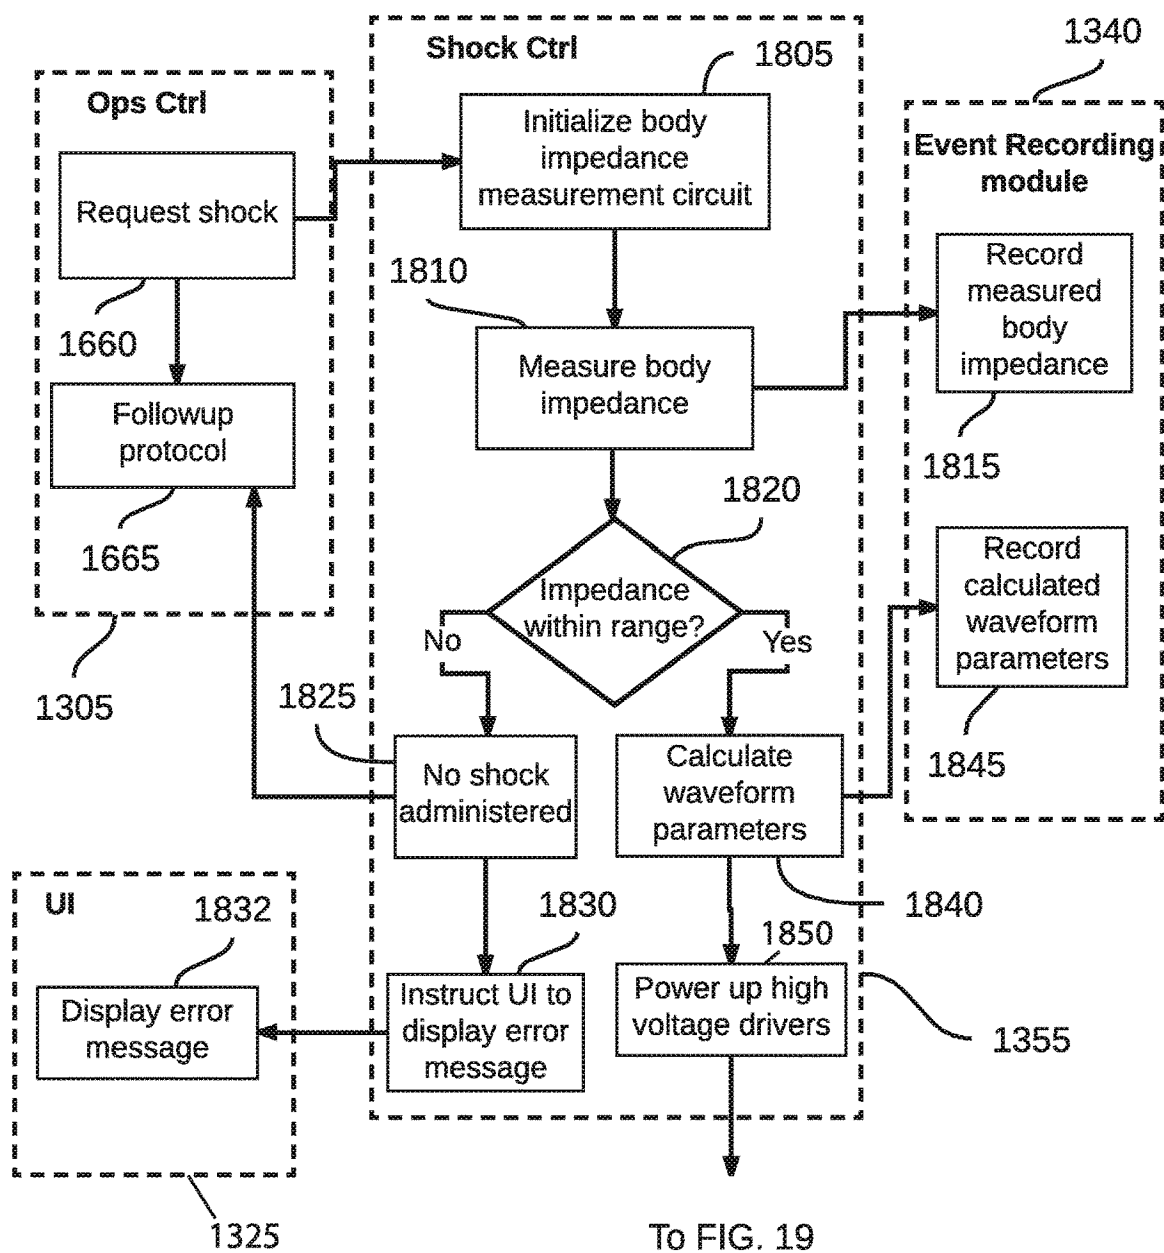 1340
Shock Ctrl
1805
Ops Ctrl
Initialize body
impedance
measurement circuit
Event Recording
module
Request shock
1660
1810
Record
measured
body
impedance
Measure body
impedance
Followup
protocol
1815
1665
1820
Impedance
within range?
No
Yes
Record
calculated
waveform
parameters
1305
1825
1845
No shock
administered
Calculate
waveform
parameters
UI
1832
1830
1840
1850
Display error
message
Instruct UI to
display error
message
Power up high
voltage drivers
1355
1325
To FIG. 19